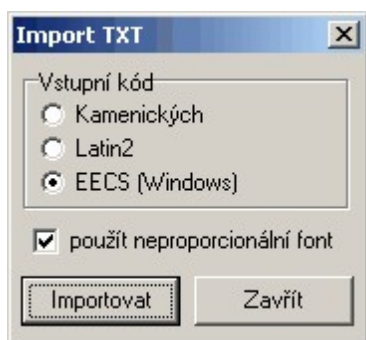 Import TXT
Vstupní kód
Kamenických
Latin2
EECS (Windows)
použít neproporcionální font
Importovat
Zavřít